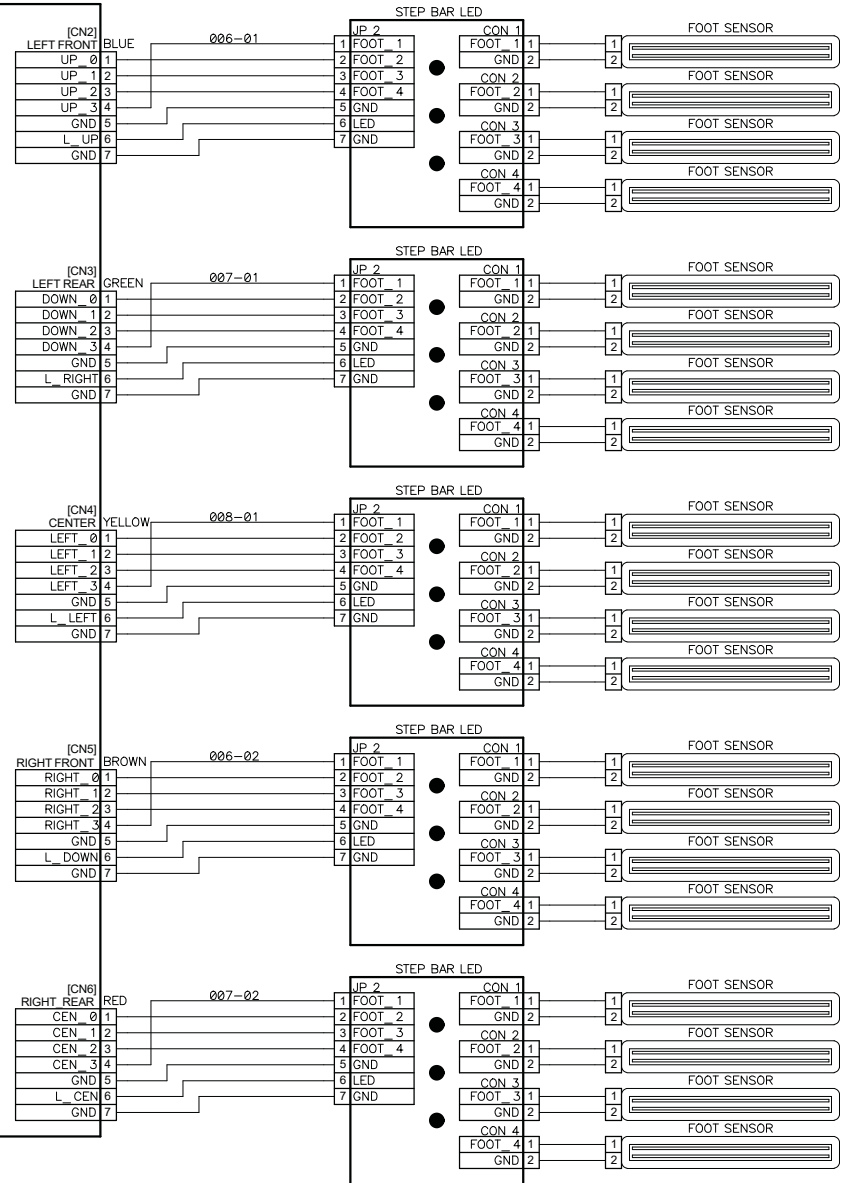 STEP BAR LED
[CN2]
LEFT FRONT BLUE
006-01
UP_0 1
UP_1 2
UP_2 3
UP_3 4
GND 5
L_UP 6
GND 7
JP 2
1 FOOT_1
2 FOOT_2
3 FOOT_3
4 FOOT_4
5 GND
6 LED
7 GND
CON 1
FOOT_1 1
GND 2
CON 2
FOOT_2 1
GND 2
CON 3
FOOT_3 1
GND 2
CON 4
FOOT_4 1
GND 2
FOOT SENSOR
1
2
FOOT SENSOR
1
2
FOOT SENSOR
1
2
FOOT SENSOR
1
2
STEP BAR LED
[CN3]
LEFT REAR GREEN
007-01
DOWN_0 1
DOWN_1 2
DOWN_2 3
DOWN_3 4
GND 5
L_RIGHT 6
GND 7
JP 2
1 FOOT_1
2 FOOT_2
3 FOOT_3
4 FOOT_4
5 GND
6 LED
7 GND
CON 1
FOOT_1 1
GND 2
CON 2
FOOT_2 1
GND 2
CON 3
FOOT_3 1
GND 2
CON 4
FOOT_4 1
GND 2
FOOT SENSOR
1
2
FOOT SENSOR
1
2
FOOT SENSOR
1
2
FOOT SENSOR
1
2
STEP BAR LED
[CN4]
CENTER YELLOW
008-01
LEFT_0 1
LEFT_1 2
LEFT_2 3
LEFT_3 4
GND 5
L_LEFT 6
GND 7
JP 2
1 FOOT_1
2 FOOT_2
3 FOOT_3
4 FOOT_4
5 GND
6 LED
7 GND
CON 1
FOOT_1 1
GND 2
CON 2
FOOT_2 1
GND 2
CON 3
FOOT_3 1
GND 2
CON 4
FOOT_4 1
GND 2
FOOT SENSOR
1
2
FOOT SENSOR
1
2
FOOT SENSOR
1
2
FOOT SENSOR
1
2
STEP BAR LED
[CN5]
RIGHT FRONT BROWN
006-02
RIGHT_0 1
RIGHT_1 2
RIGHT_2 3
RIGHT_3 4
GND 5
L_DOWN 6
GND 7
JP 2
1 FOOT_1
2 FOOT_2
3 FOOT_3
4 FOOT_4
5 GND
6 LED
7 GND
CON 1
FOOT_1 1
GND 2
CON 2
FOOT_2 1
GND 2
CON 3
FOOT_3 1
GND 2
CON 4
FOOT_4 1
GND 2
FOOT SENSOR
1
2
FOOT SENSOR
1
2
FOOT SENSOR
1
2
FOOT SENSOR
1
2
STEP BAR LED
[CN6]
RIGHT REAR RED
007-02
CEN_0 1
CEN_1 2
CEN_2 3
CEN_3 4
GND 5
L_CEN 6
GND 7
JP 2
1 FOOT_1
2 FOOT_2
3 FOOT_3
4 FOOT_4
5 GND
6 LED
7 GND
CON 1
FOOT_1 1
GND 2
CON 2
FOOT_2 1
GND 2
CON 3
FOOT_3 1
GND 2
CON 4
FOOT_4 1
GND 2
FOOT SENSOR
1
2
FOOT SENSOR
1
2
FOOT SENSOR
1
2
FOOT SENSOR
1
2